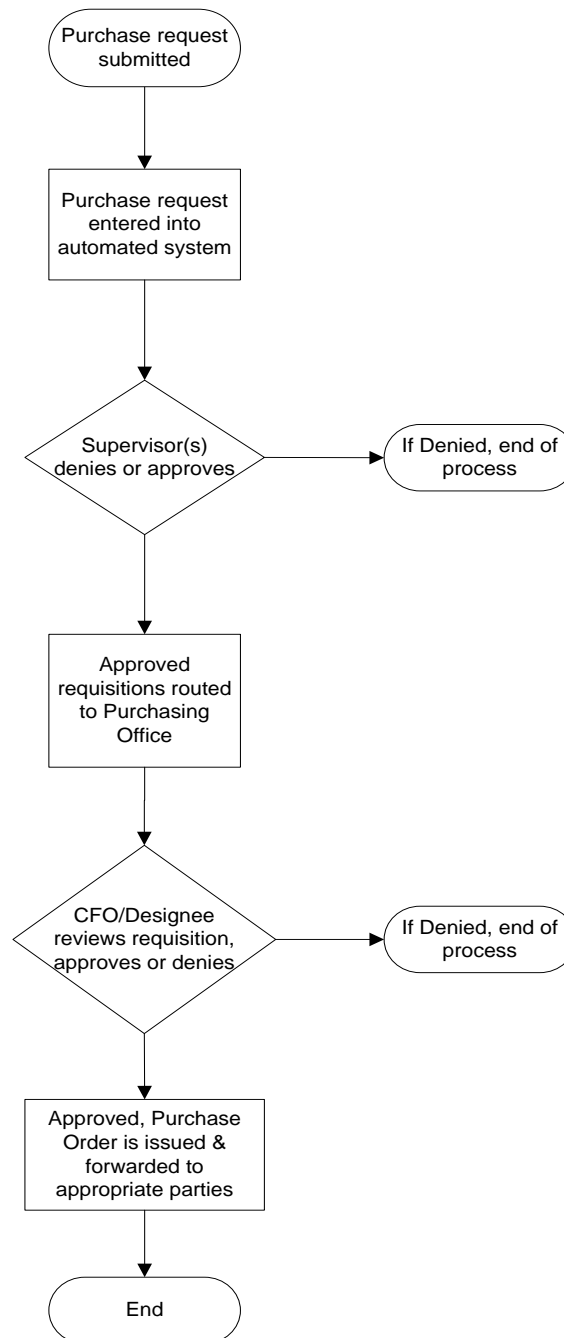 Purchase request
submitted
Purchase request
entered into
automated system
Supervisor(s)
denies or approves
If Denied, end of
process
Approved
requisitions routed
to Purchasing
Office
CFO/Designee
reviews requisition,
approves or denies
If Denied, end of
process
Approved, Purchase
Order is issued &
forwarded to
appropriate parties
End